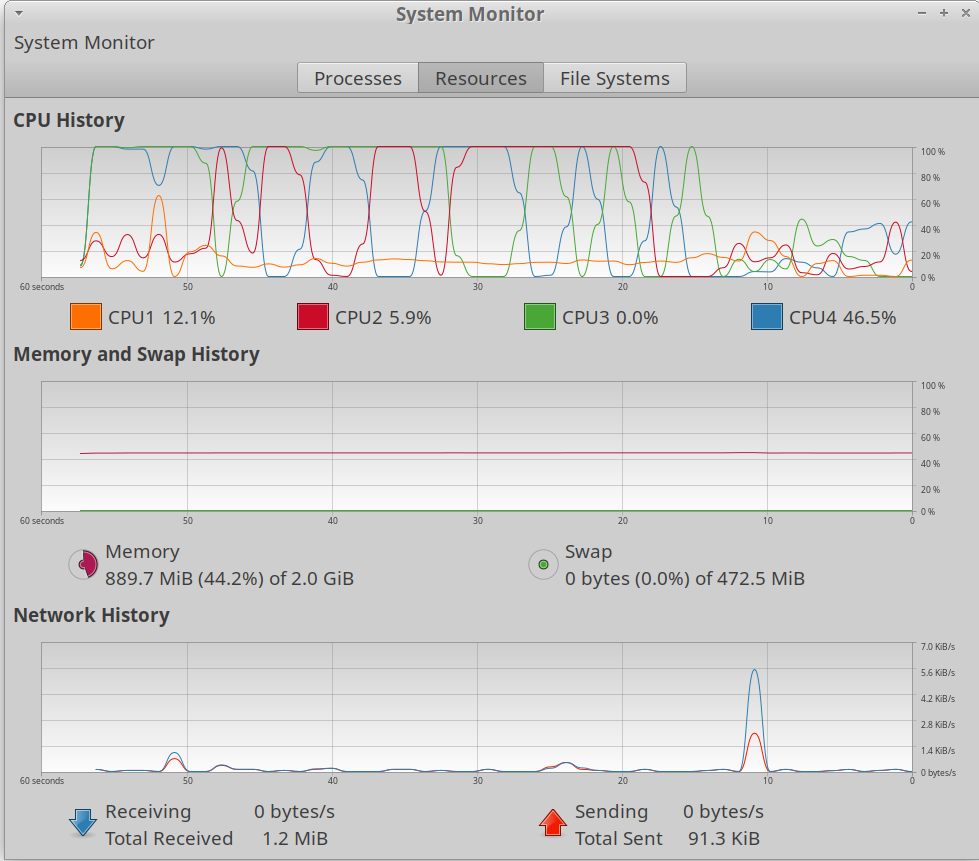 System Monitor
System Monitor
Processes Resources File Systems
CPU History
100 %
80 %
60 %
40 %
20 %
0 %
60 seconds 50 40 30 20 10 0
CPU1 12.1% CPU2 5.9% CPU3 0.0% CPU4 46.5%
Memory and Swap History
100 %
80 %
60 %
40 %
20 %
0 %
60 seconds 50 40 30 20 10 0
Memory
889.7 MiB (44.2%) of 2.0 GiB
Swap
0 bytes (0.0%) of 472.5 MiB
Network History
7.0 KiB/s
5.6 KiB/s
4.2 KiB/s
2.8 KiB/s
1.4 KiB/s
0 bytes/s
60 seconds 50 40 30 20 10 0
Receiving 0 bytes/s
Total Received 1.2 MiB
Sending 0 bytes/s
Total Sent 91.3 KiB